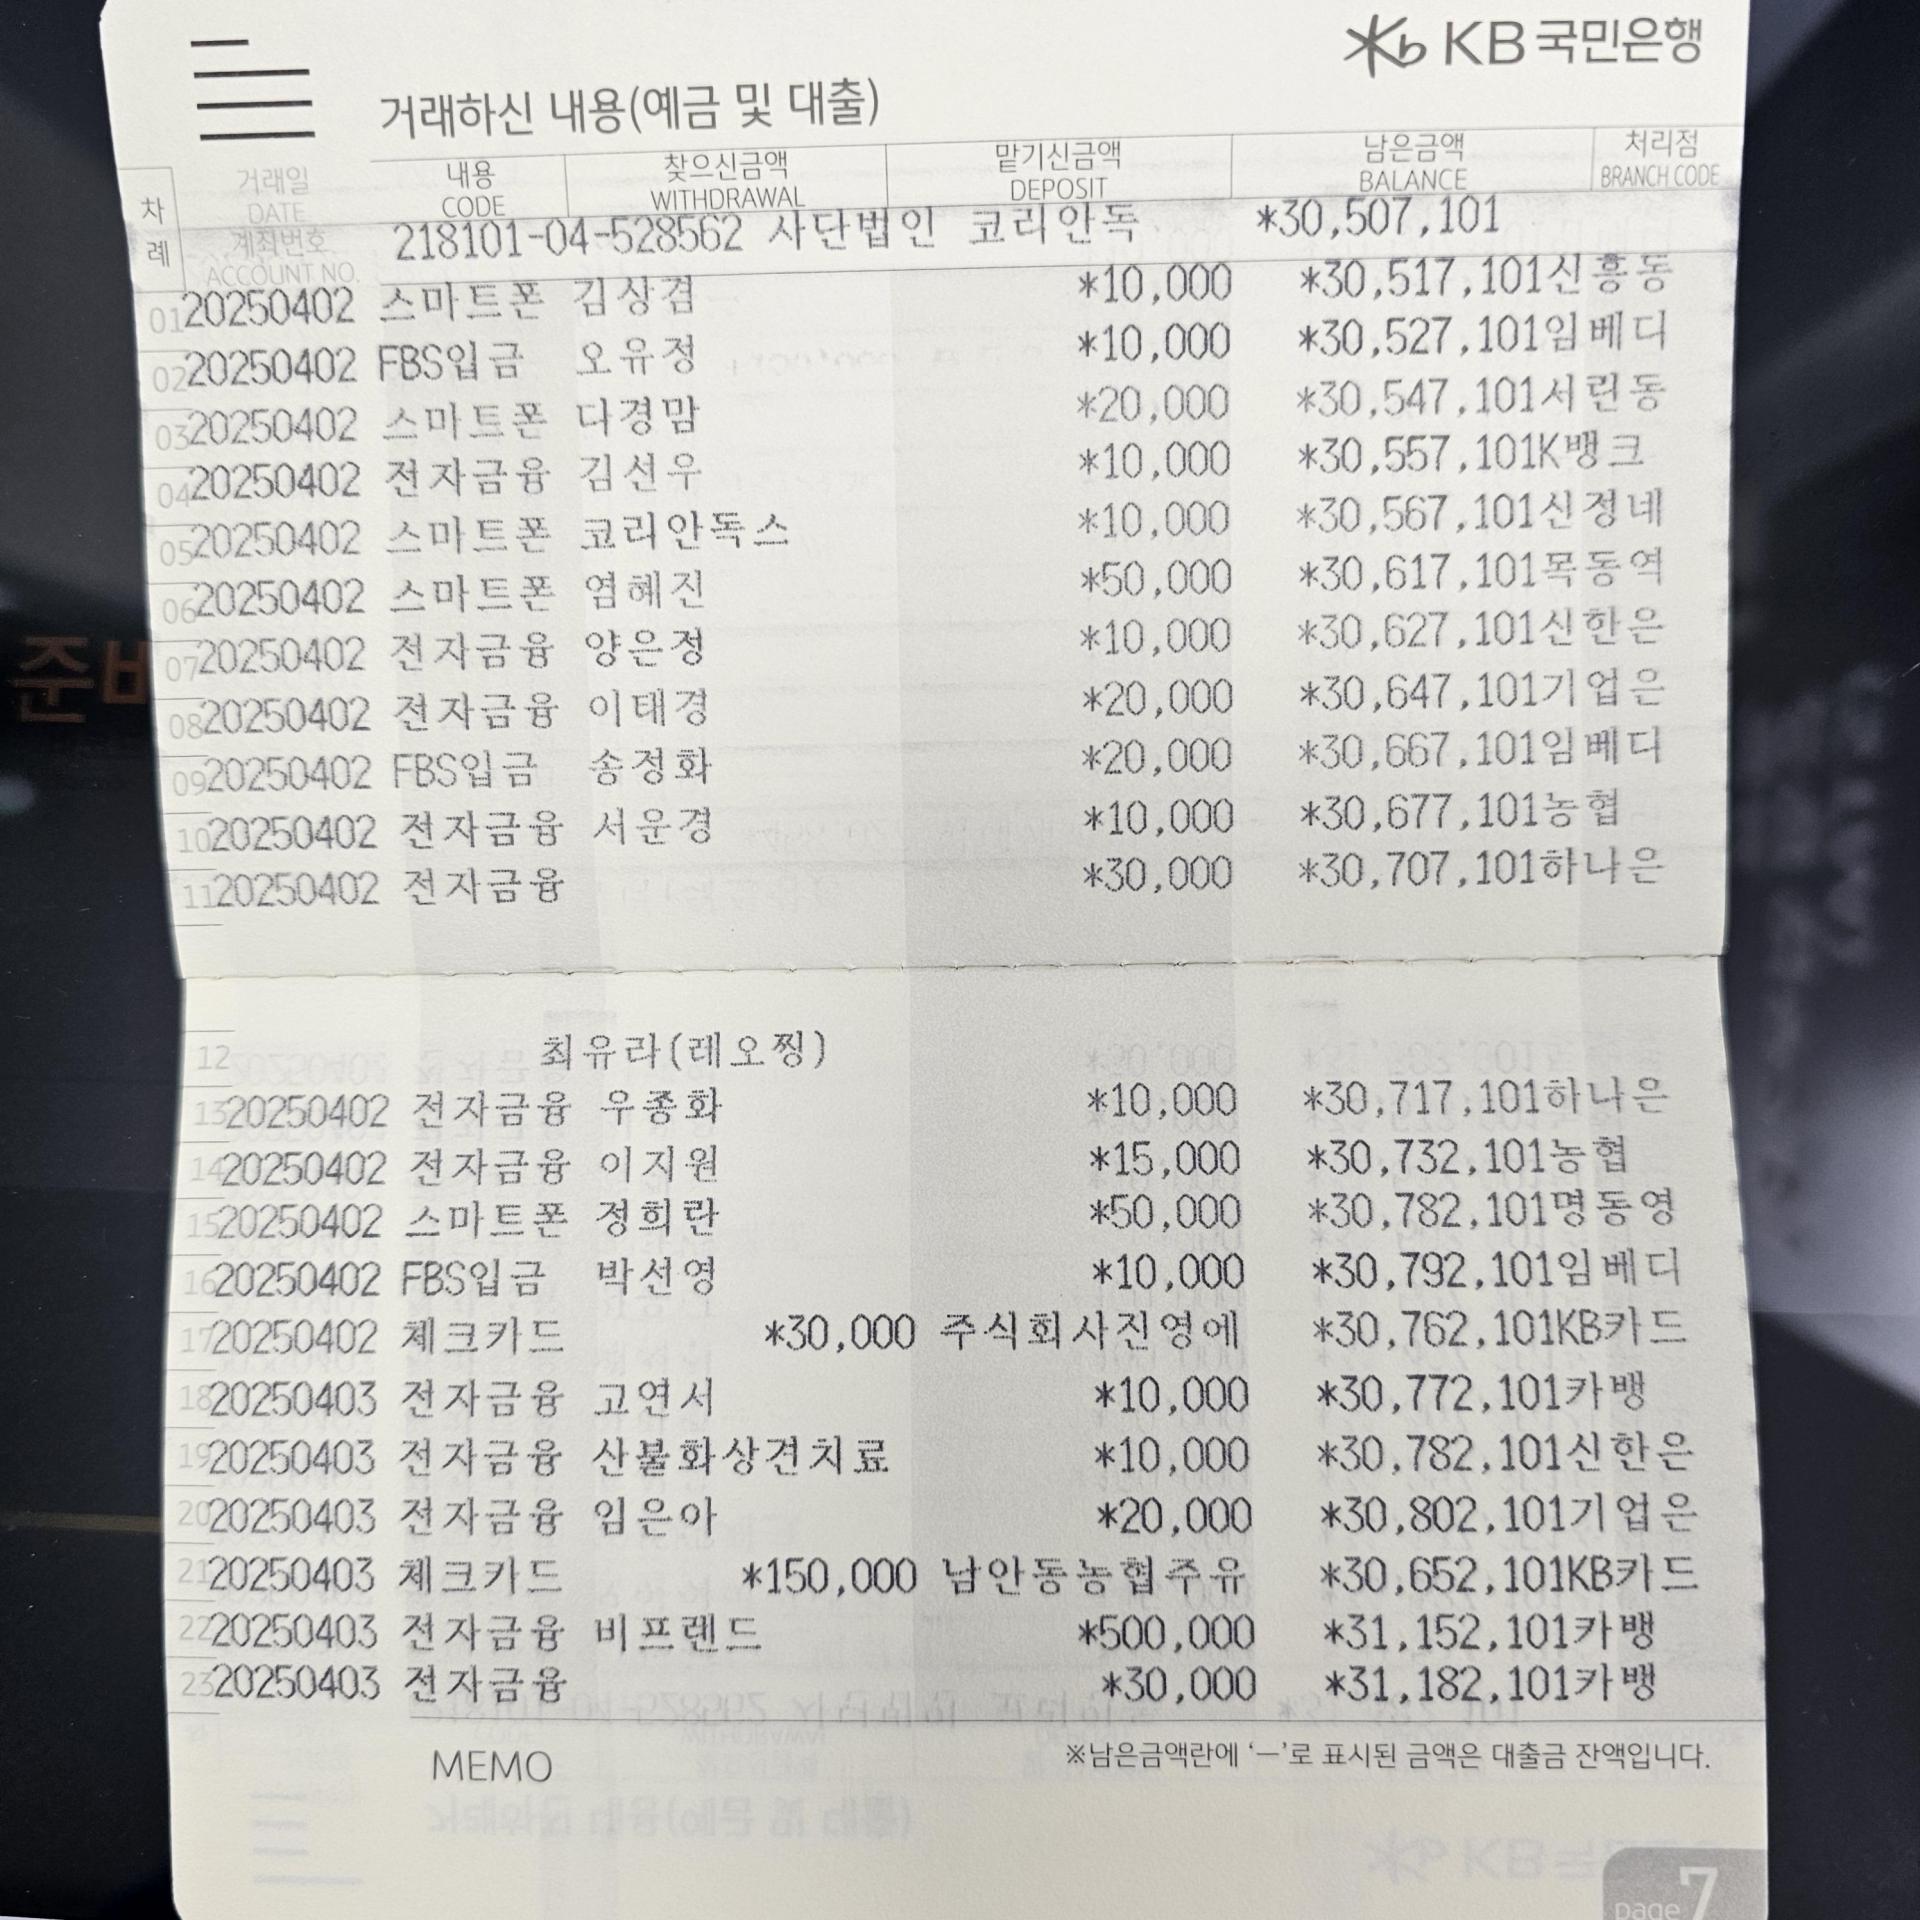 KB 국민은행
거래하신 내용(예금 및 대출)
차례 거래일 내용 찾으신금액 맡기신금액 남은금액 처리점
DATE CODE WITHDRAWAL DEPOSIT BALANCE BRANCH CODE
계좌번호 218101-04-528562 사단법인 코리안독 *30,507,101
ACCOUNT NO.
01 20250402 스마트폰 김상겸 *10,000 *30,517,101신흥동
02 20250402 FBS입금 오유정 *10,000 *30,527,101임베디
03 20250402 스마트폰 다경맘 *20,000 *30,547,101서린동
04 20250402 전자금융 김선우 *10,000 *30,557,101K뱅크
05 20250402 스마트폰 코리안독스 *10,000 *30,567,101신정네
06 20250402 스마트폰 염혜진 *50,000 *30,617,101목동역
07 20250402 전자금융 양은정 *10,000 *30,627,101신한은
08 20250402 전자금융 이태경 *20,000 *30,647,101기업은
09 20250402 FBS입금 송정화 *20,000 *30,667,101임베디
10 20250402 전자금융 서운경 *10,000 *30,677,101농협
11 20250402 전자금융 *30,000 *30,707,101하나은
12 최유라(레오찡)
13 20250402 전자금융 우종화 *10,000 *30,717,101하나은
14 20250402 전자금융 이지원 *15,000 *30,732,101농협
15 20250402 스마트폰 정희란 *50,000 *30,782,101명동영
16 20250402 FBS입금 박선영 *10,000 *30,792,101임베디
17 20250402 체크카드 *30,000 주식회사진영에 *30,762,101KB카드
18 20250403 전자금융 고연서 *10,000 *30,772,101카뱅
19 20250403 전자금융 산불화상견치료 *10,000 *30,782,101신한은
20 20250403 전자금융 임은아 *20,000 *30,802,101기업은
21 20250403 체크카드 *150,000 남안동농협주유 *30,652,101KB카드
22 20250403 전자금융 비프렌드 *500,000 *31,152,101카뱅
23 20250403 전자금융 *30,000 *31,182,101카뱅
MEMO ※남은금액란에 '—'로 표시된 금액은 대출금 잔액입니다.
page 7